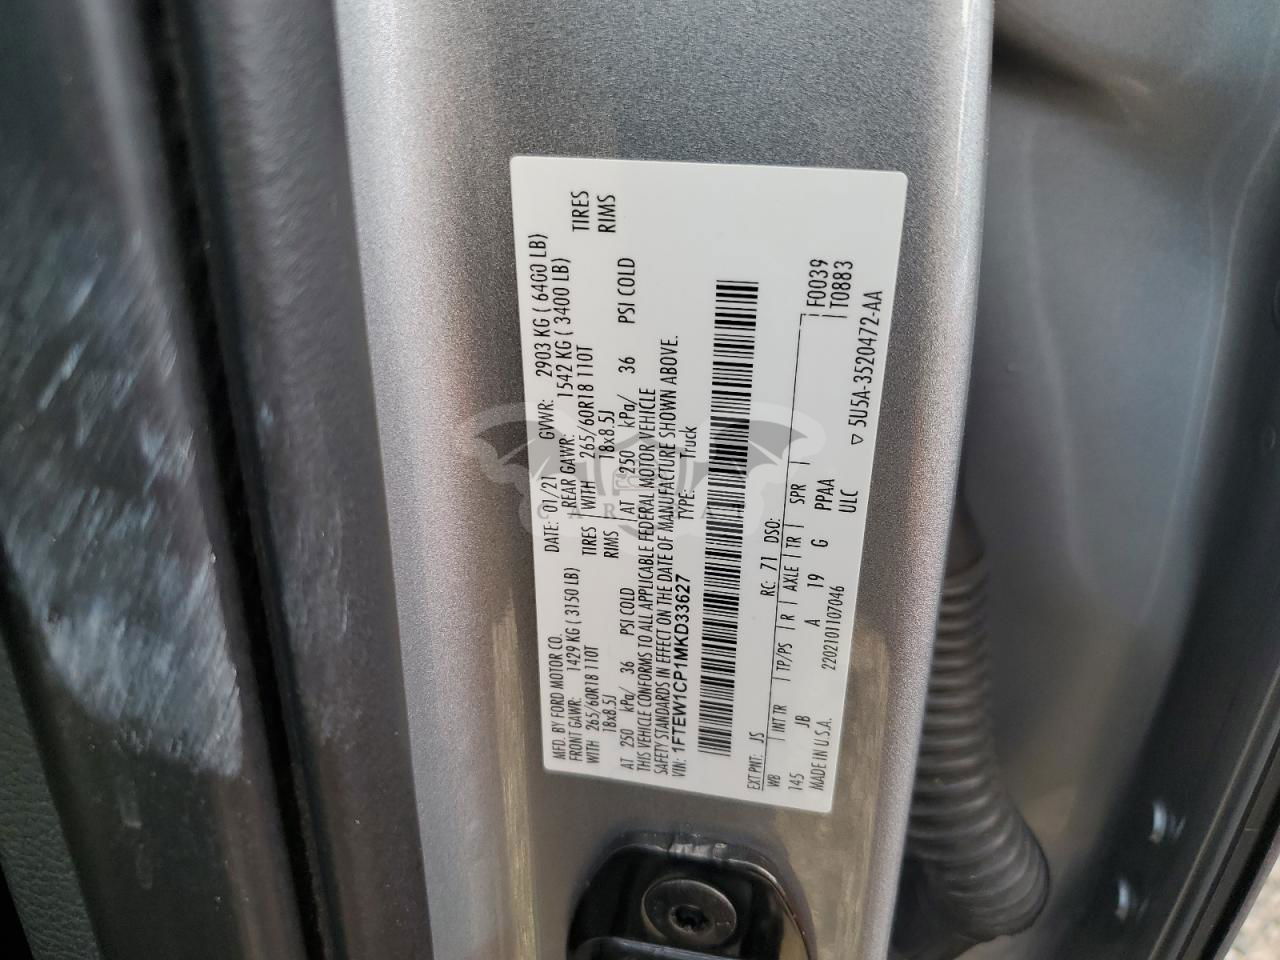 MFD. BY FORD MOTOR CO.
DATE: 01/21 GVWR: 2903 KG ( 6400 LB)
FRONT GAWR: 1429 KG ( 3150 LB)
REAR GAWR: 1542 KG ( 3400 LB)
WITH 265/60R18 110T TIRES
WITH 265/60R18 110T TIRES
18x8.5J RIMS
18x8.5J RIMS
AT 250 kPa/ 36 PSI COLD
AT 250 kPa/ 36 PSI COLD
THIS VEHICLE CONFORMS TO ALL APPLICABLE FEDERAL MOTOR VEHICLE
SAFETY STANDARDS IN EFFECT ON THE DATE OF MANUFACTURE SHOWN ABOVE.
VIN: 1FTEW1CP1MKD33627 TYPE: Truck
EXT PNT: JS RC: 71 DSO:
WB INT TR TP/PS R AXLE TR SPR F0039
145 JB A 19 G PPAA T0883
MADE IN U.S.A. 2202101107046 ULC
▽ 5U5A-3520472-AA